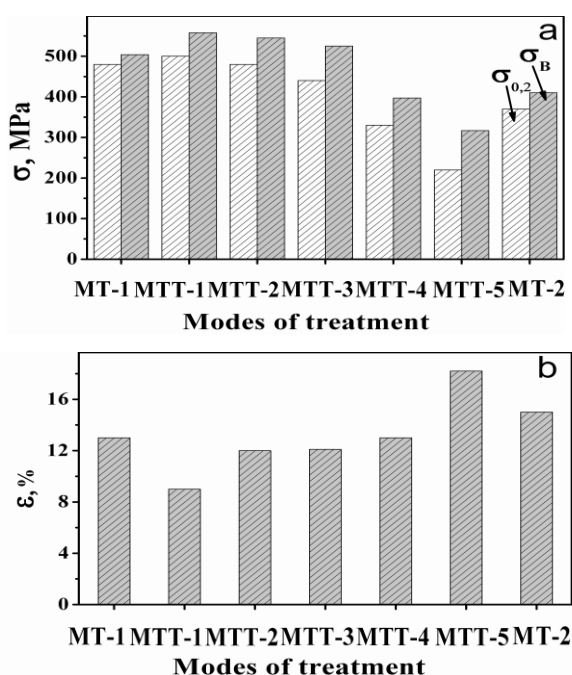 a
σ, MPa
500
400
300
200
100
0
σ0,2
σB
MT-1 MTT-1 MTT-2 MTT-3 MTT-4 MTT-5 MT-2
Modes of treatment
b
ε,%
16
12
8
4
0
MT-1 MTT-1 MTT-2 MTT-3 MTT-4 MTT-5 MT-2
Modes of treatment